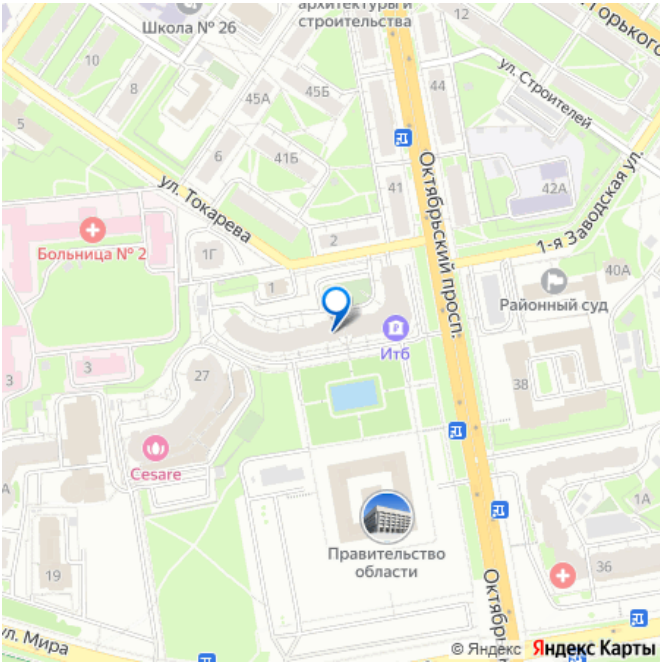 архитектуры и
строительства
Школа № 26
12
Горького
10
8
45А
45Б
44
ул. Строителей
5
6
41Б
41
42А
ул. Токарева
Октябрьский просп.
1-я Заводская ул.
Больница № 2
1Г
2
1
40А
Районный суд
Итб
3
3
27
38
Cesare
А
1А
Правительство
области
19
36
Октябрь
ул. Мира
© Яндекс Яндекс Карты